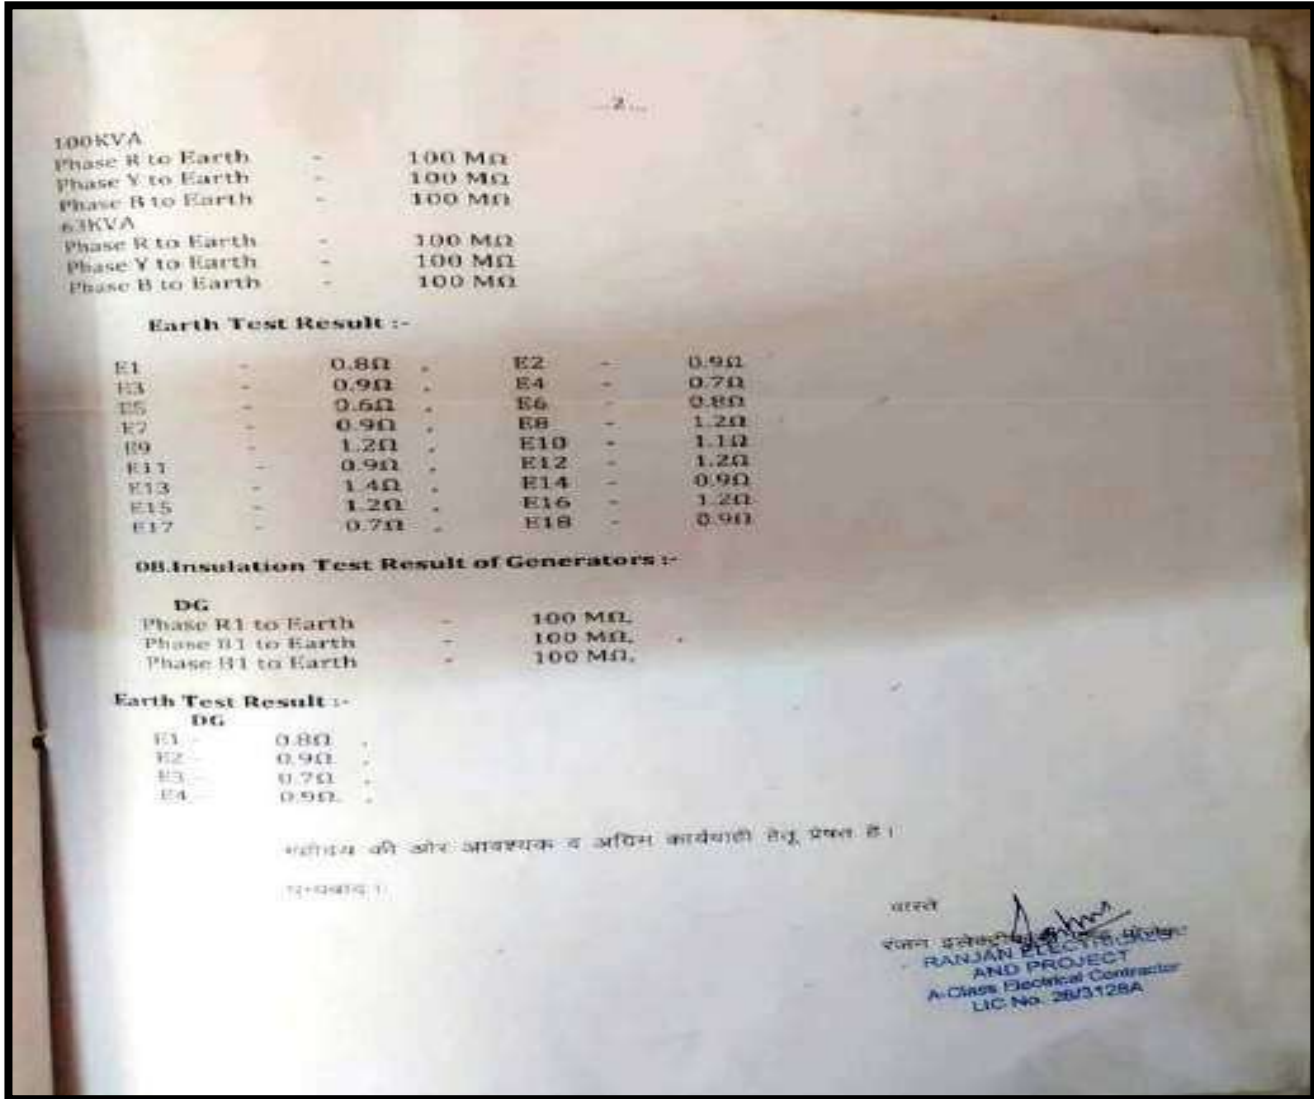 ...2...
100KVA
Phase R to Earth - 100 MΩ
Phase Y to Earth - 100 MΩ
Phase B to Earth - 100 MΩ
63KVA
Phase R to Earth - 100 MΩ
Phase Y to Earth - 100 MΩ
Phase B to Earth - 100 MΩ
Earth Test Result :-
E1 - 0.8Ω , E2 - 0.9Ω
E3 - 0.9Ω , E4 - 0.7Ω
E5 - 0.6Ω , E6 - 0.8Ω
E7 - 0.9Ω , E8 - 1.2Ω
E9 - 1.2Ω , E10 - 1.1Ω
E11 - 0.9Ω , E12 - 1.2Ω
E13 - 1.4Ω , E14 - 0.9Ω
E15 - 1.2Ω , E16 - 1.2Ω
E17 - 0.7Ω , E18 - 0.9Ω
08.Insulation Test Result of Generators :-
DG
Phase R1 to Earth - 100 MΩ,
Phase B1 to Earth - 100 MΩ, .
Phase B1 to Earth - 100 MΩ,
Earth Test Result :-
DG
E1 - 0.8Ω ,
E2 - 0.9Ω ,
E3 - 0.7Ω ,
E4 - 0.9Ω ,
महोदय की ओर आवश्यक व अग्रिम कार्यवाही हेतू प्रेषत है।
धन्यबाद ।
वास्ते
रंजन
RANJAN ELECTRICALS
AND PROJECT
A-Class Electrical Contractor
LIC No. 26/3128A